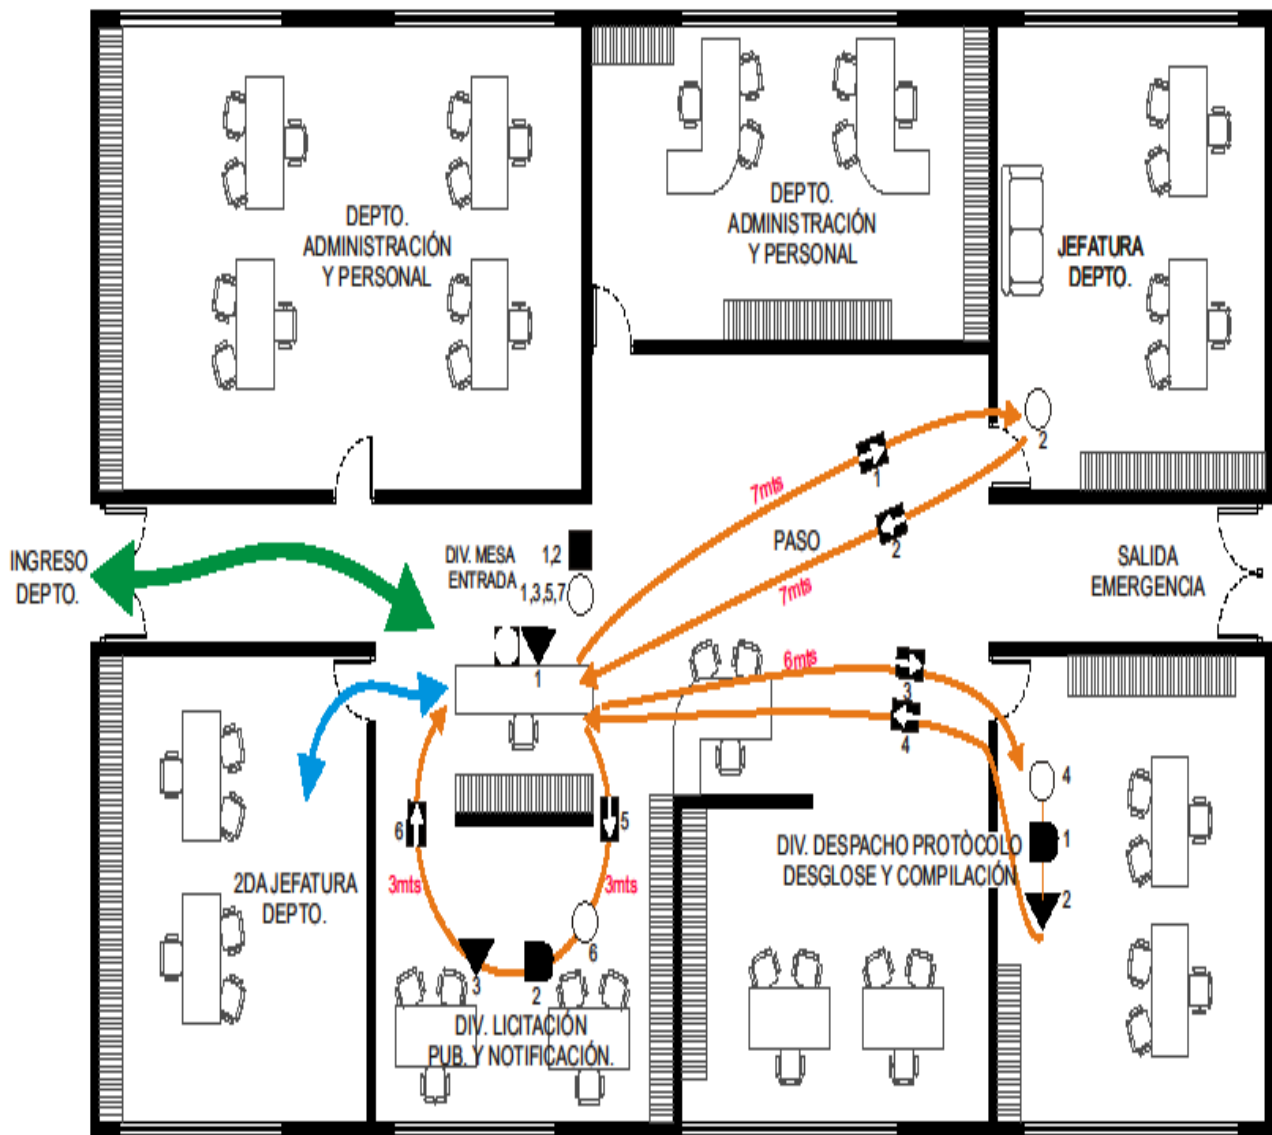 DEPTO.
ADMINISTRACIÓN
Y PERSONAL
DEPTO.
ADMINISTRACIÓN
Y PERSONAL
JEFATURA
DEPTO.
2
1
7mts
2
PASO
7mts
INGRESO
DEPTO.
DIV. MESA
ENTRADA
1,2
1,3,5,7
SALIDA
EMERGENCIA
1
6mts
3
4
6
5
3mts
3mts
2DA JEFATURA
DEPTO.
6
3
2
DIV. LICITACIÓN
PUB. Y NOTIFICACIÓN.
4
1
2
DIV. DESPACHO PROTÒCOLO
DESGLOSE Y COMPILACIÓN